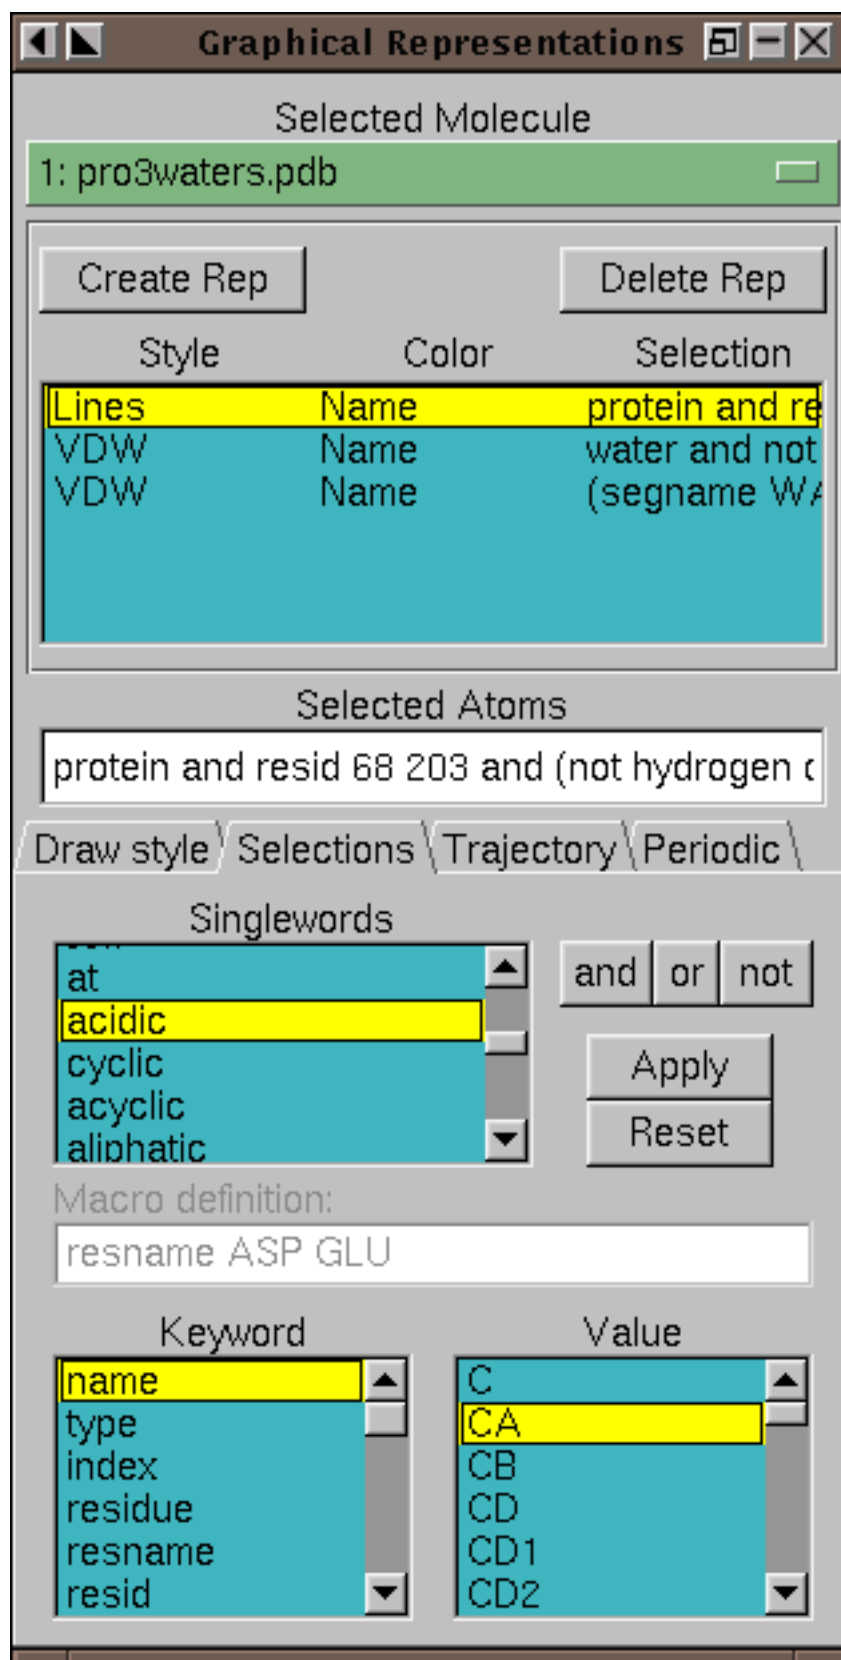 Graphical Representations
Selected Molecule
1: pro3waters.pdb
Create Rep Delete Rep
Style Color Selection
Lines Name protein and re
VDW Name water and not
VDW Name (segname WA
Selected Atoms
protein and resid 68 203 and (not hydrogen
Draw style Selections Trajectory Periodic
Singlewords
at
acidic
cyclic
acyclic
aliphatic
and or not
Apply
Reset
Macro definition:
resname ASP GLU
Keyword
name
type
index
residue
resname
resid
Value
C
CA
CB
CD
CD1
CD2